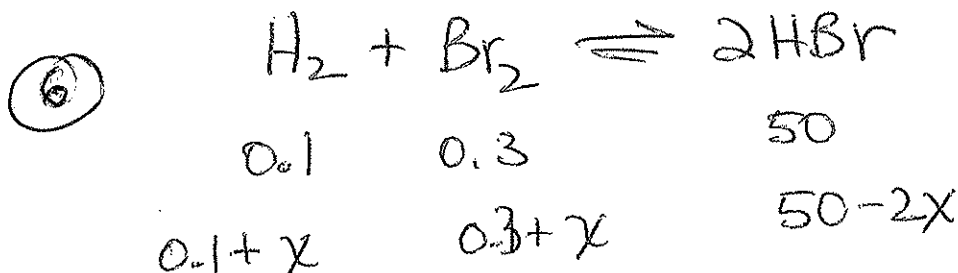 ⑥ H₂ + Br₂ ⇌ 2HBr
0.1 0.3 50
0.1+x 0.3+x 50-2x